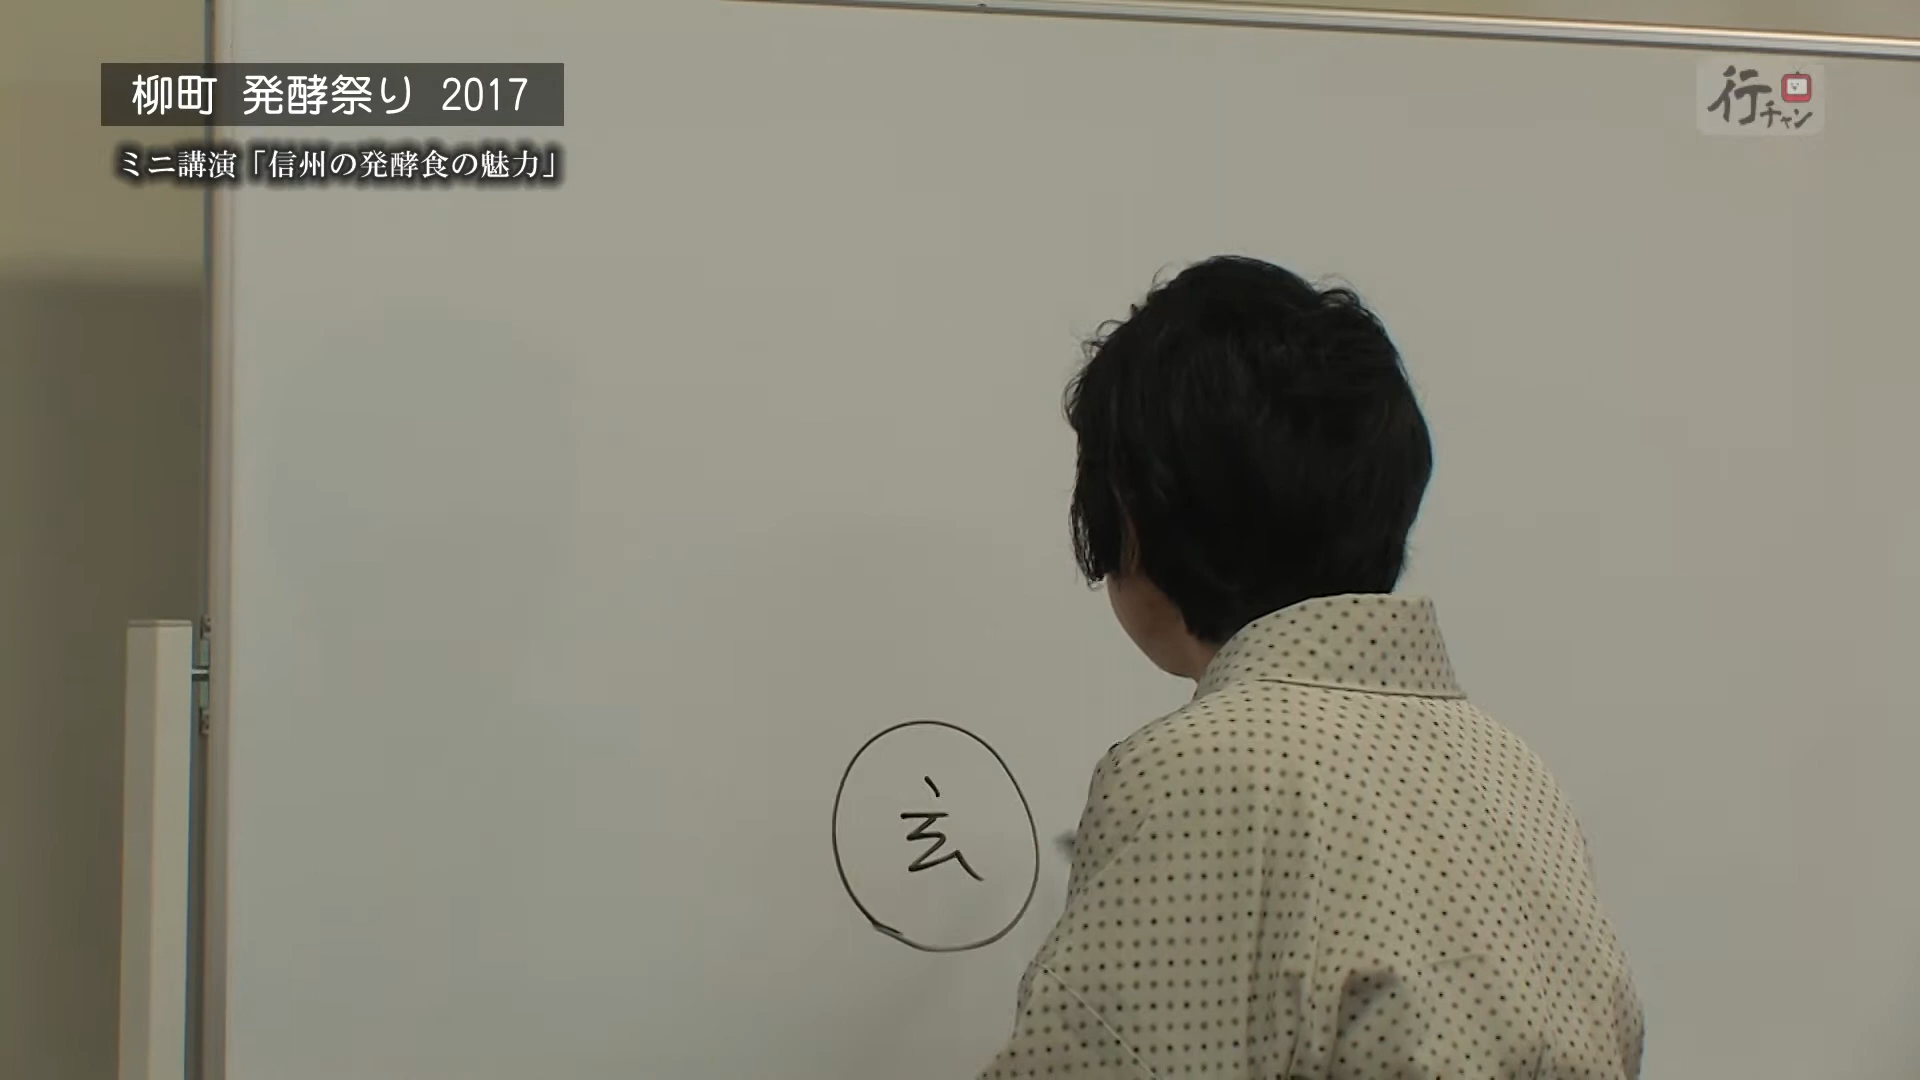 柳町 発酵祭り 2017
ミニ講演「信州の発酵食の魅力」
行チャン
玄